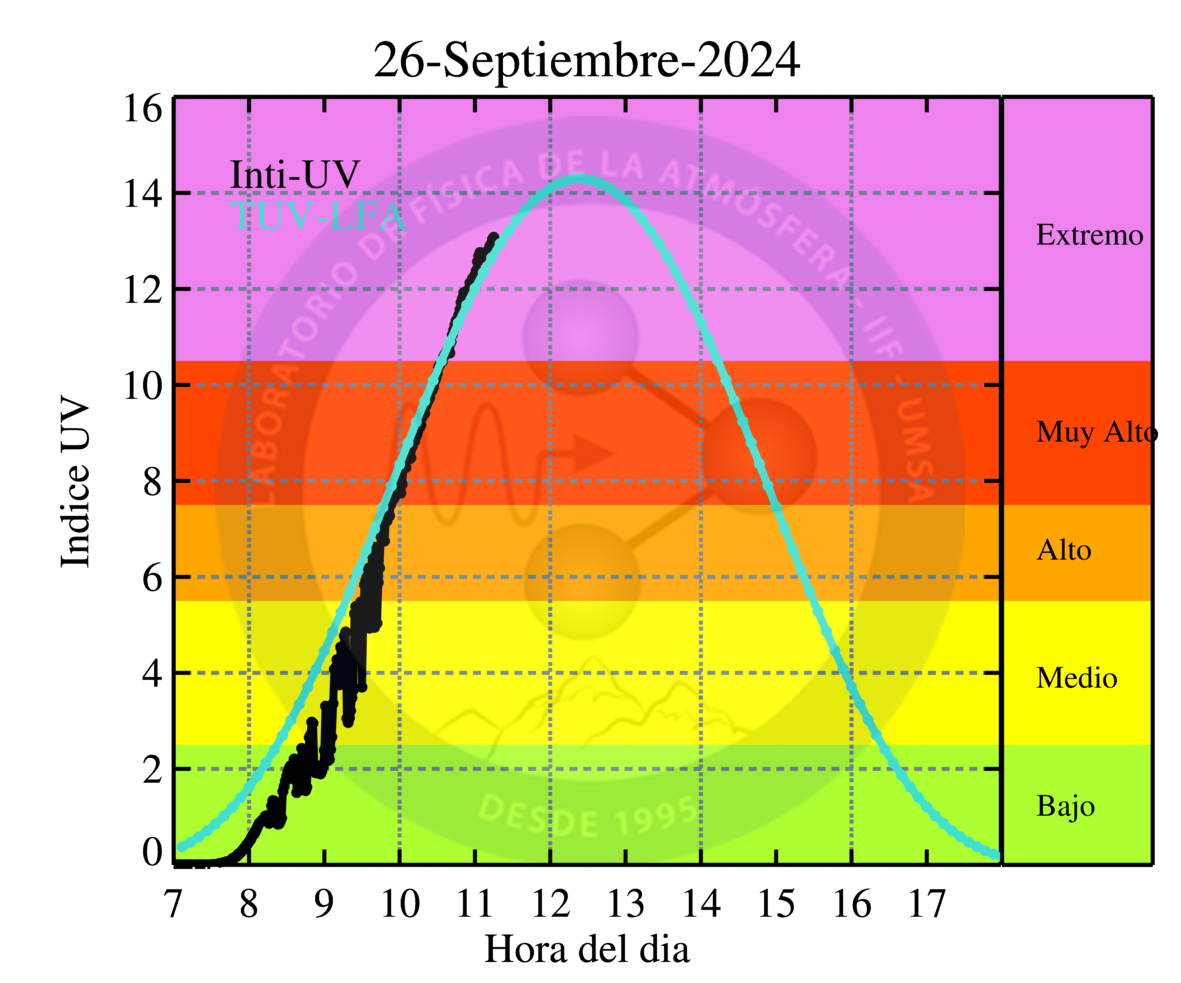 26-Septiembre-2024
16
14
12
10
8
6
4
2
0
Indice UV
Inti-UV
TUV-LFA
LABORATORIO DE FÍSICA DE LA ATMÓSFERA - IIF - UMSA
DESDE 1995
Extremo
Muy Alto
Alto
Medio
Bajo
7 8 9 10 11 12 13 14 15 16 17
Hora del dia